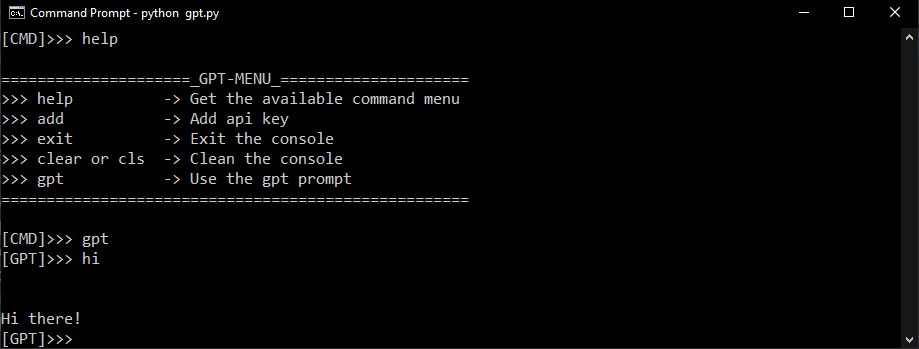 Command Prompt - python  gpt.py
[CMD]>>> help
=====================_GPT-MENU_=====================
>>> help          -> Get the available command menu
>>> add           -> Add api key
>>> exit          -> Exit the console
>>> clear or cls  -> Clean the console
>>> gpt           -> Use the gpt prompt
====================================================
[CMD]>>> gpt
[GPT]>>> hi
Hi there!
[GPT]>>>